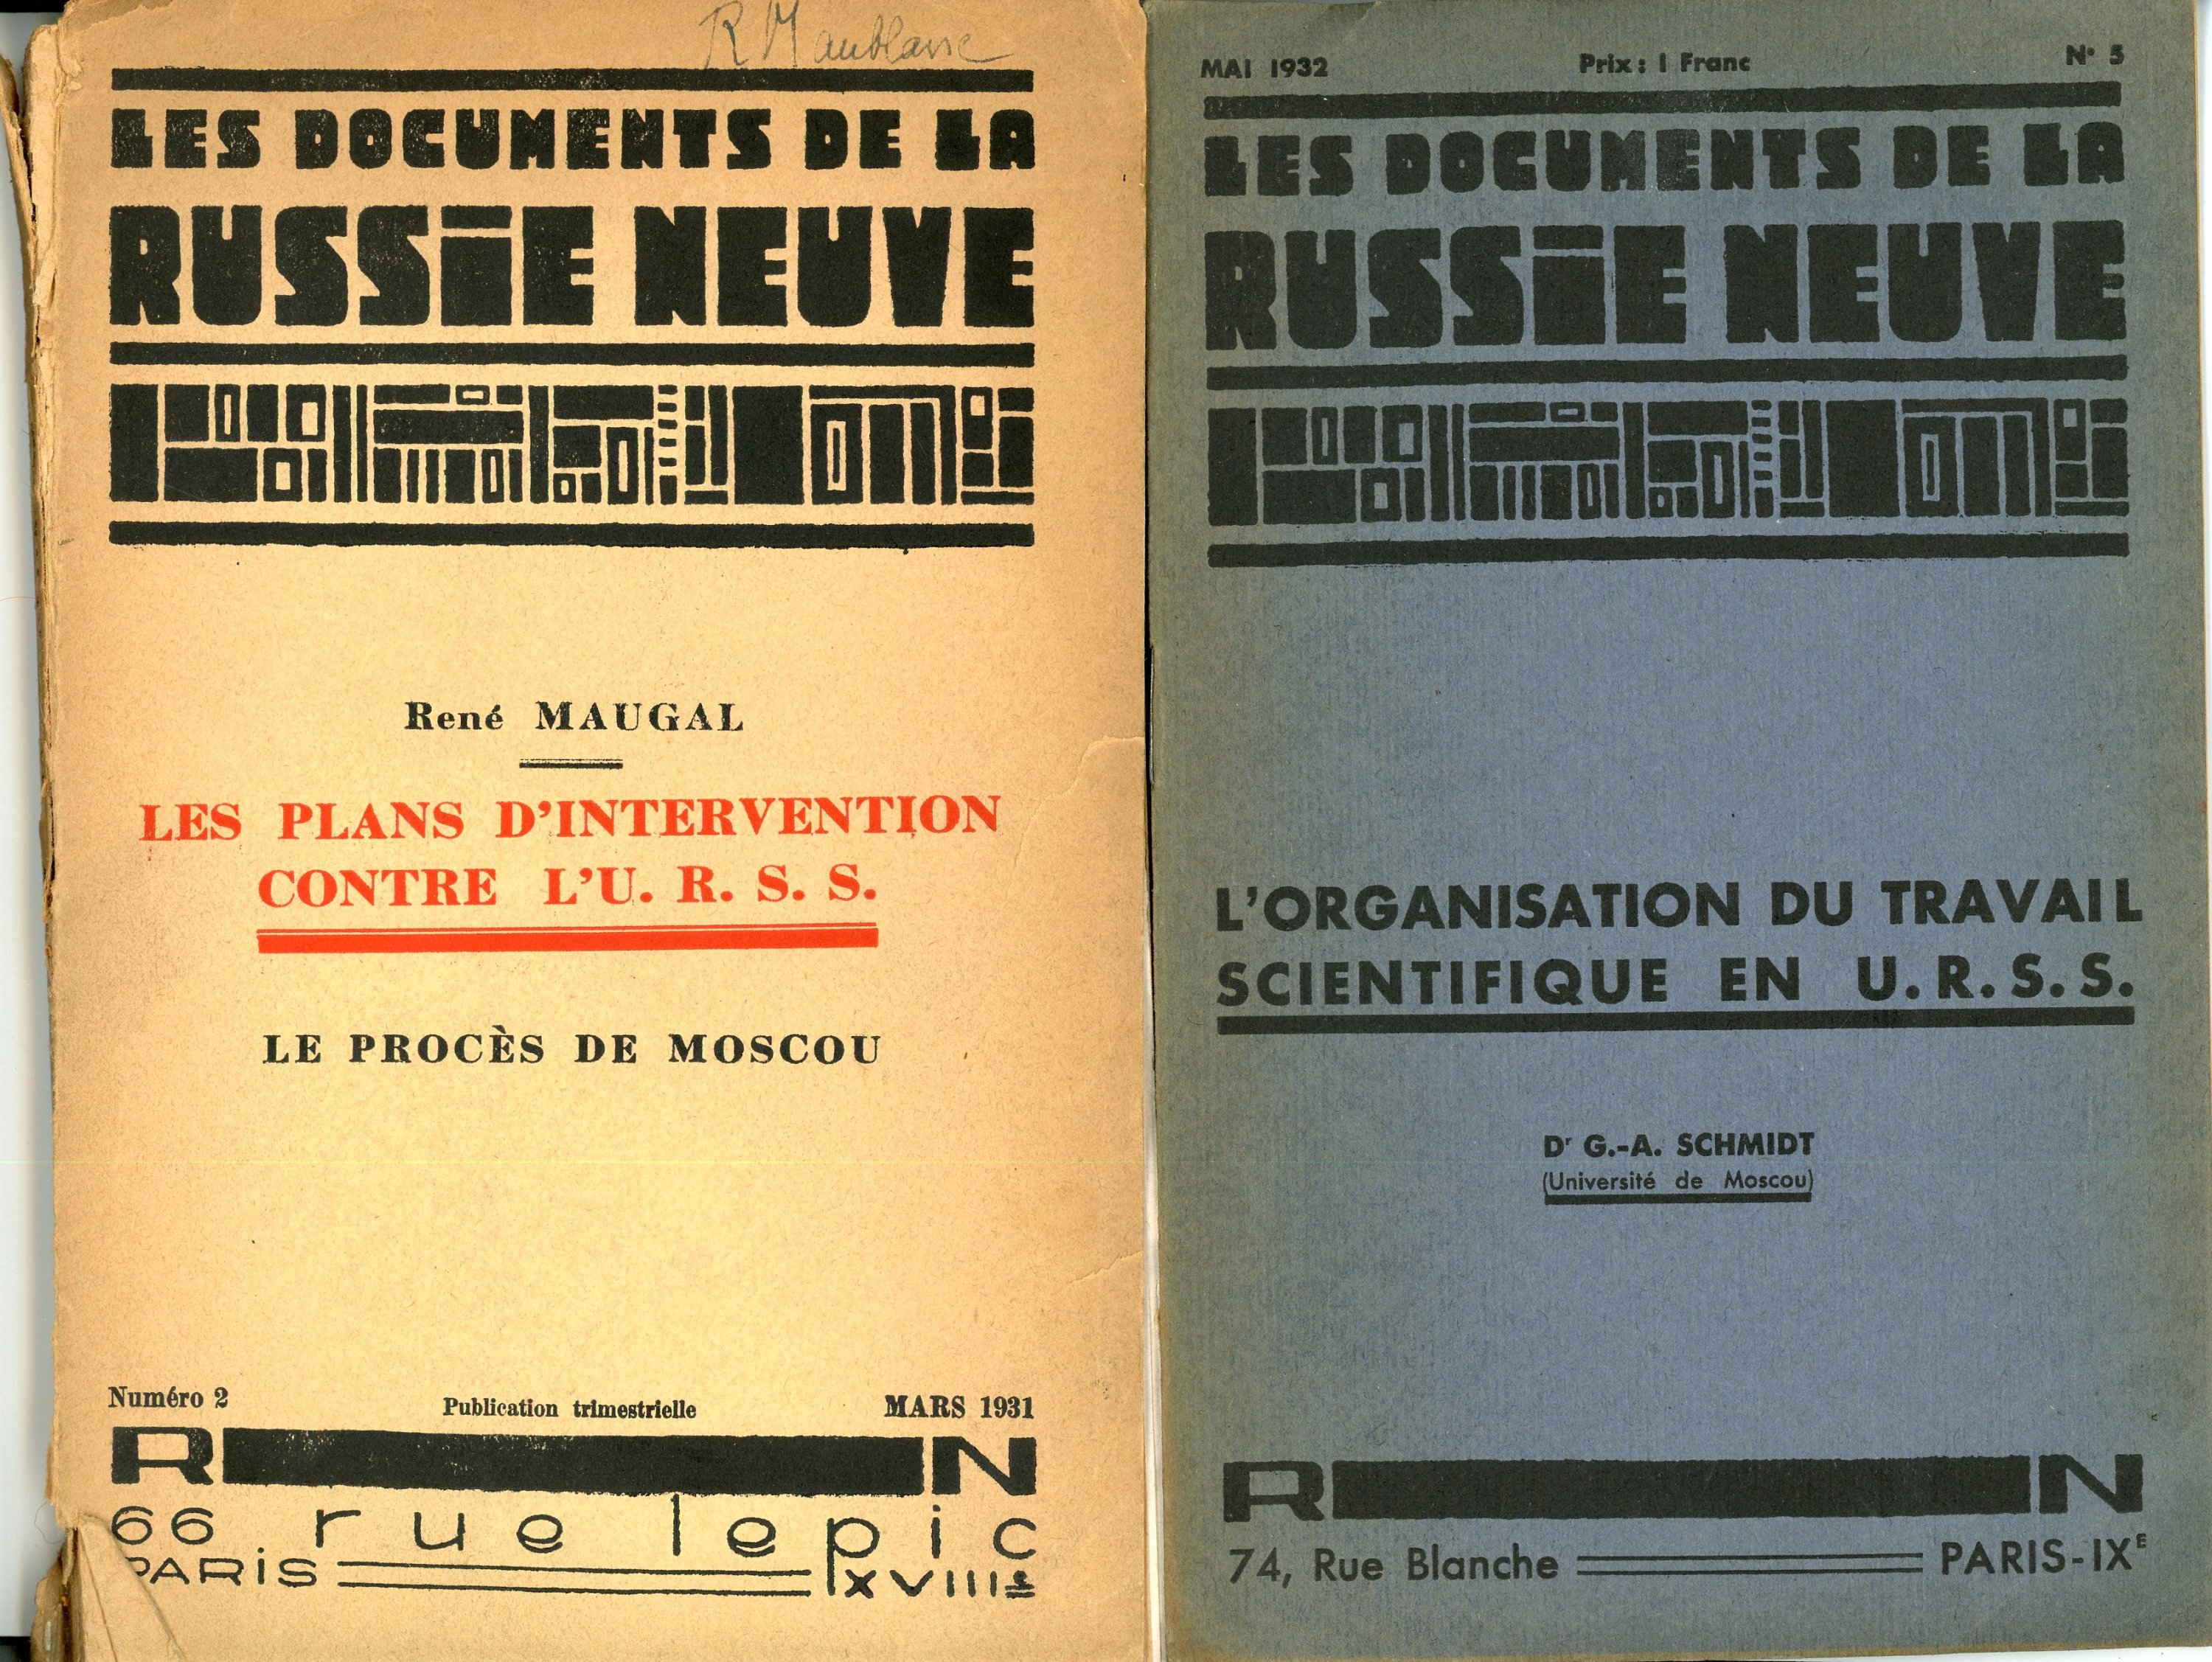 R Maublanc
LES DOCUMENTS DE LA
RUSSIE NEUVE
René MAUGAL
LES PLANS D'INTERVENTION
CONTRE L'U. R. S. S.
LE PROCÈS DE MOSCOU
Numéro 2 Publication trimestrielle MARS 1931
R N
66 rue lepic
PARIS XVIIIe
MAI 1932 Prix : 1 Franc N° 5
LES DOCUMENTS DE LA
RUSSIE NEUVE
L'ORGANISATION DU TRAVAIL
SCIENTIFIQUE EN U.R.S.S.
Dr G.-A. SCHMIDT
(Université de Moscou)
R N
74, Rue Blanche PARIS-IXE